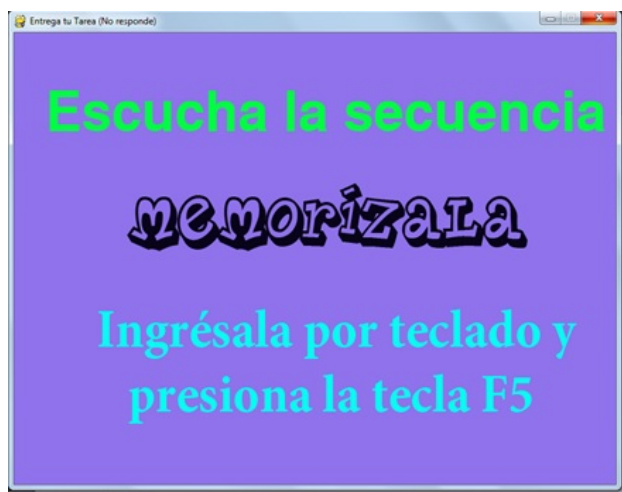 Entrega tu Tarea (No responde)
Escucha la secuencia
memorízala
Ingrésala por teclado y
presiona la tecla F5